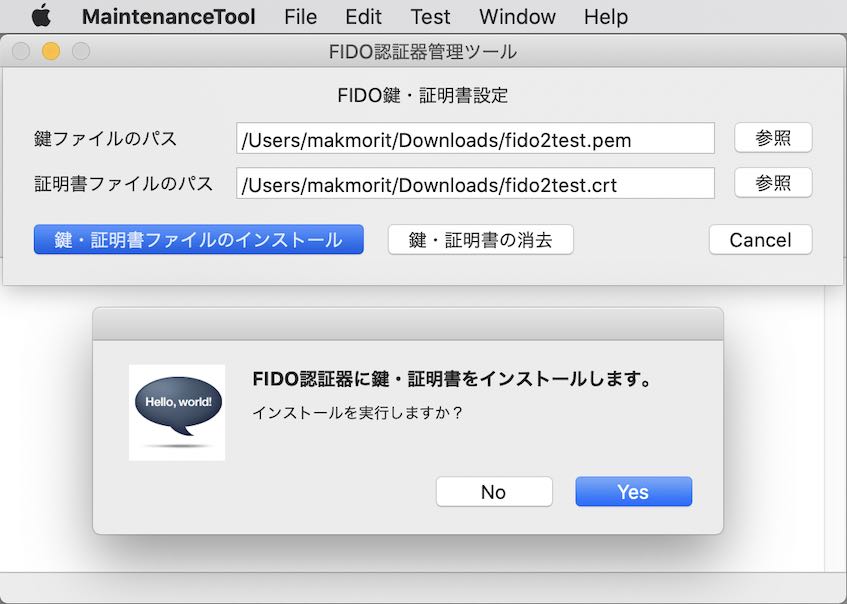 MaintenanceTool File Edit Test Window Help
FIDO認証器管理ツール
FIDO鍵・証明書設定
鍵ファイルのパス /Users/makmorit/Downloads/fido2test.pem 参照
証明書ファイルのパス /Users/makmorit/Downloads/fido2test.crt 参照
鍵・証明書ファイルのインストール 鍵・証明書の消去 Cancel
FIDO認証器に鍵・証明書をインストールします。
Hello, world!
インストールを実行しますか？
No Yes